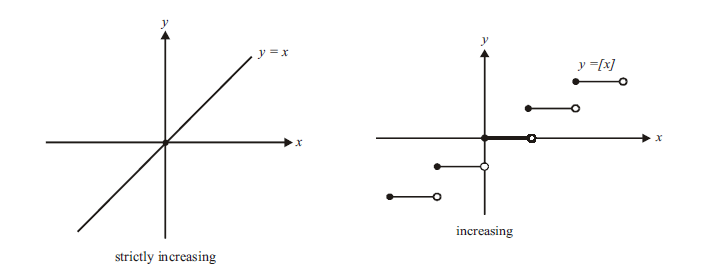 y
y = x
x
strictly increasing
y
y =[x]
x
increasing